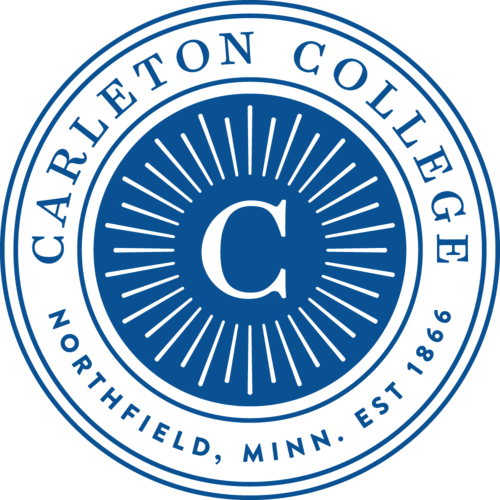 CARLETON COLLEGE
C
NORTHFIELD, MINN. EST 1866